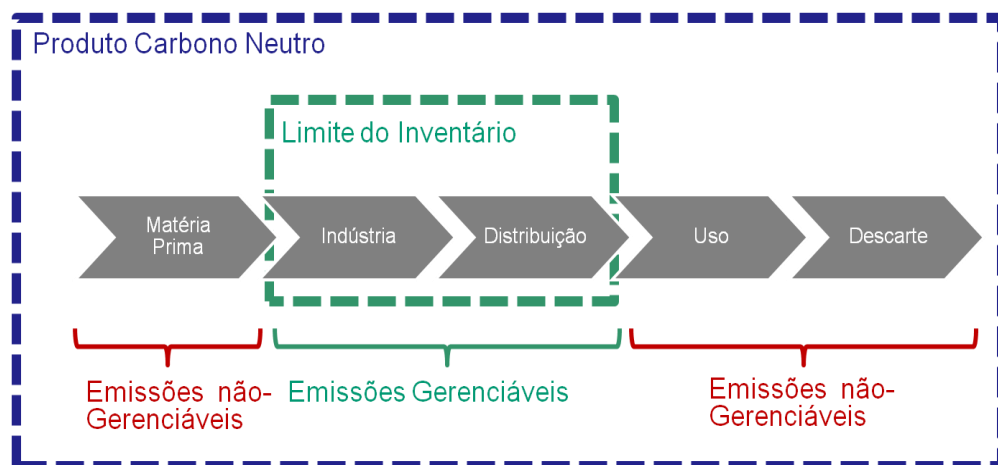 Produto Carbono Neutro
Limite do Inventário
Matéria
Prima
Indústria
Distribuição
Uso
Descarte
Emissões não-
Gerenciáveis
Emissões Gerenciáveis
Emissões não-
Gerenciáveis